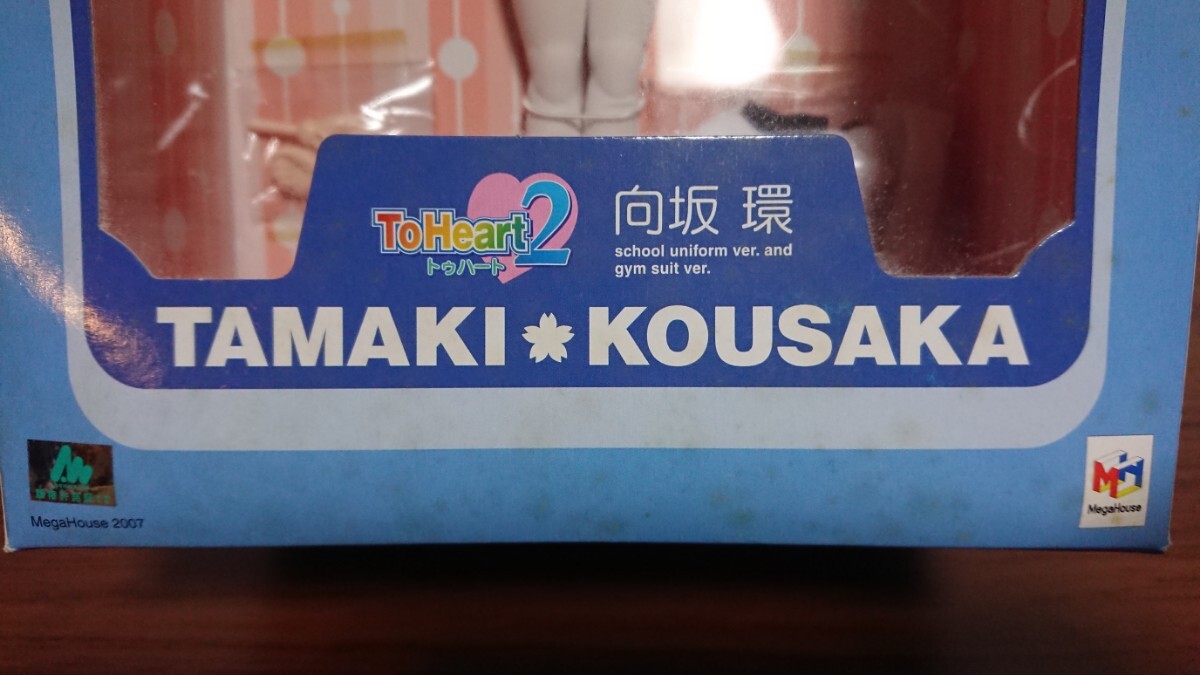 ToHeart2
トゥハート
向坂 環
school uniform ver. and
gym suit ver.
TAMAKI KOUSAKA
MegaHouse 2007
MH
MegaHouse